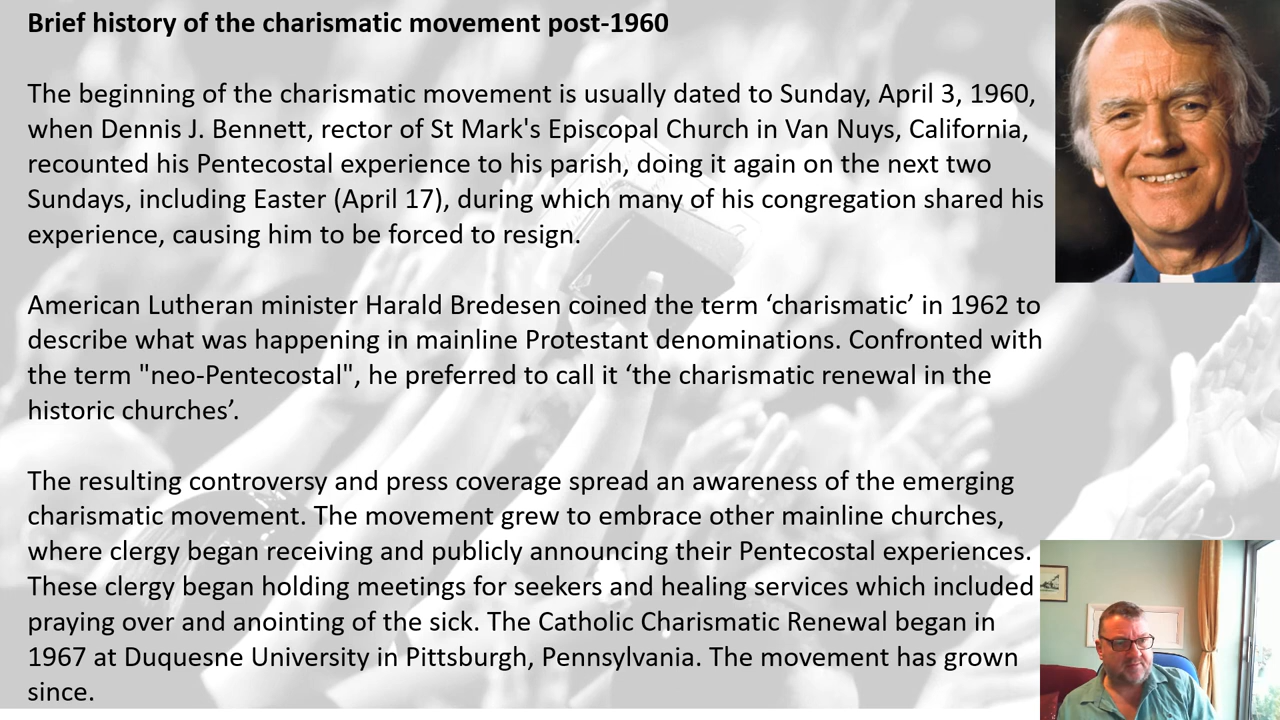 Brief history of the charismatic movement post-1960
The beginning of the charismatic movement is usually dated to Sunday, April 3, 1960,
when Dennis J. Bennett, rector of St Mark's Episcopal Church in Van Nuys, California,
recounted his Pentecostal experience to his parish, doing it again on the next two
Sundays, including Easter (April 17), during which many of his congregation shared his
experience, causing him to be forced to resign.
American Lutheran minister Harald Bredesen coined the term ‘charismatic’ in 1962 to
describe what was happening in mainline Protestant denominations. Confronted with
the term "neo-Pentecostal", he preferred to call it ‘the charismatic renewal in the
historic churches’.
The resulting controversy and press coverage spread an awareness of the emerging
charismatic movement. The movement grew to embrace other mainline churches,
where clergy began receiving and publicly announcing their Pentecostal experiences.
These clergy began holding meetings for seekers and healing services which included
praying over and anointing of the sick. The Catholic Charismatic Renewal began in
1967 at Duquesne University in Pittsburgh, Pennsylvania. The movement has grown
since.